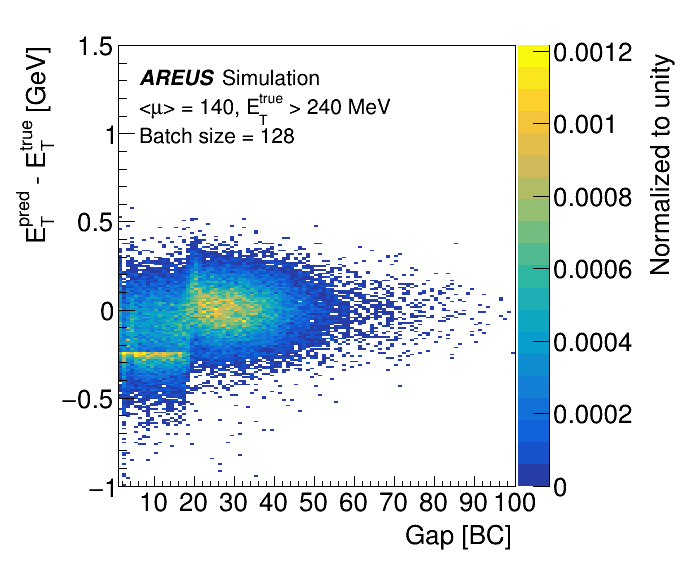 AREUS Simulation
<μ> = 140, E_T^true > 240 MeV
Batch size = 128
E_T^pred - E_T^true [GeV]
1.5
1
0.5
0
−0.5
−1
10 20 30 40 50 60 70 80 90 100
Gap [BC]
0.0012
0.001
0.0008
0.0006
0.0004
0.0002
0
Normalized to unity